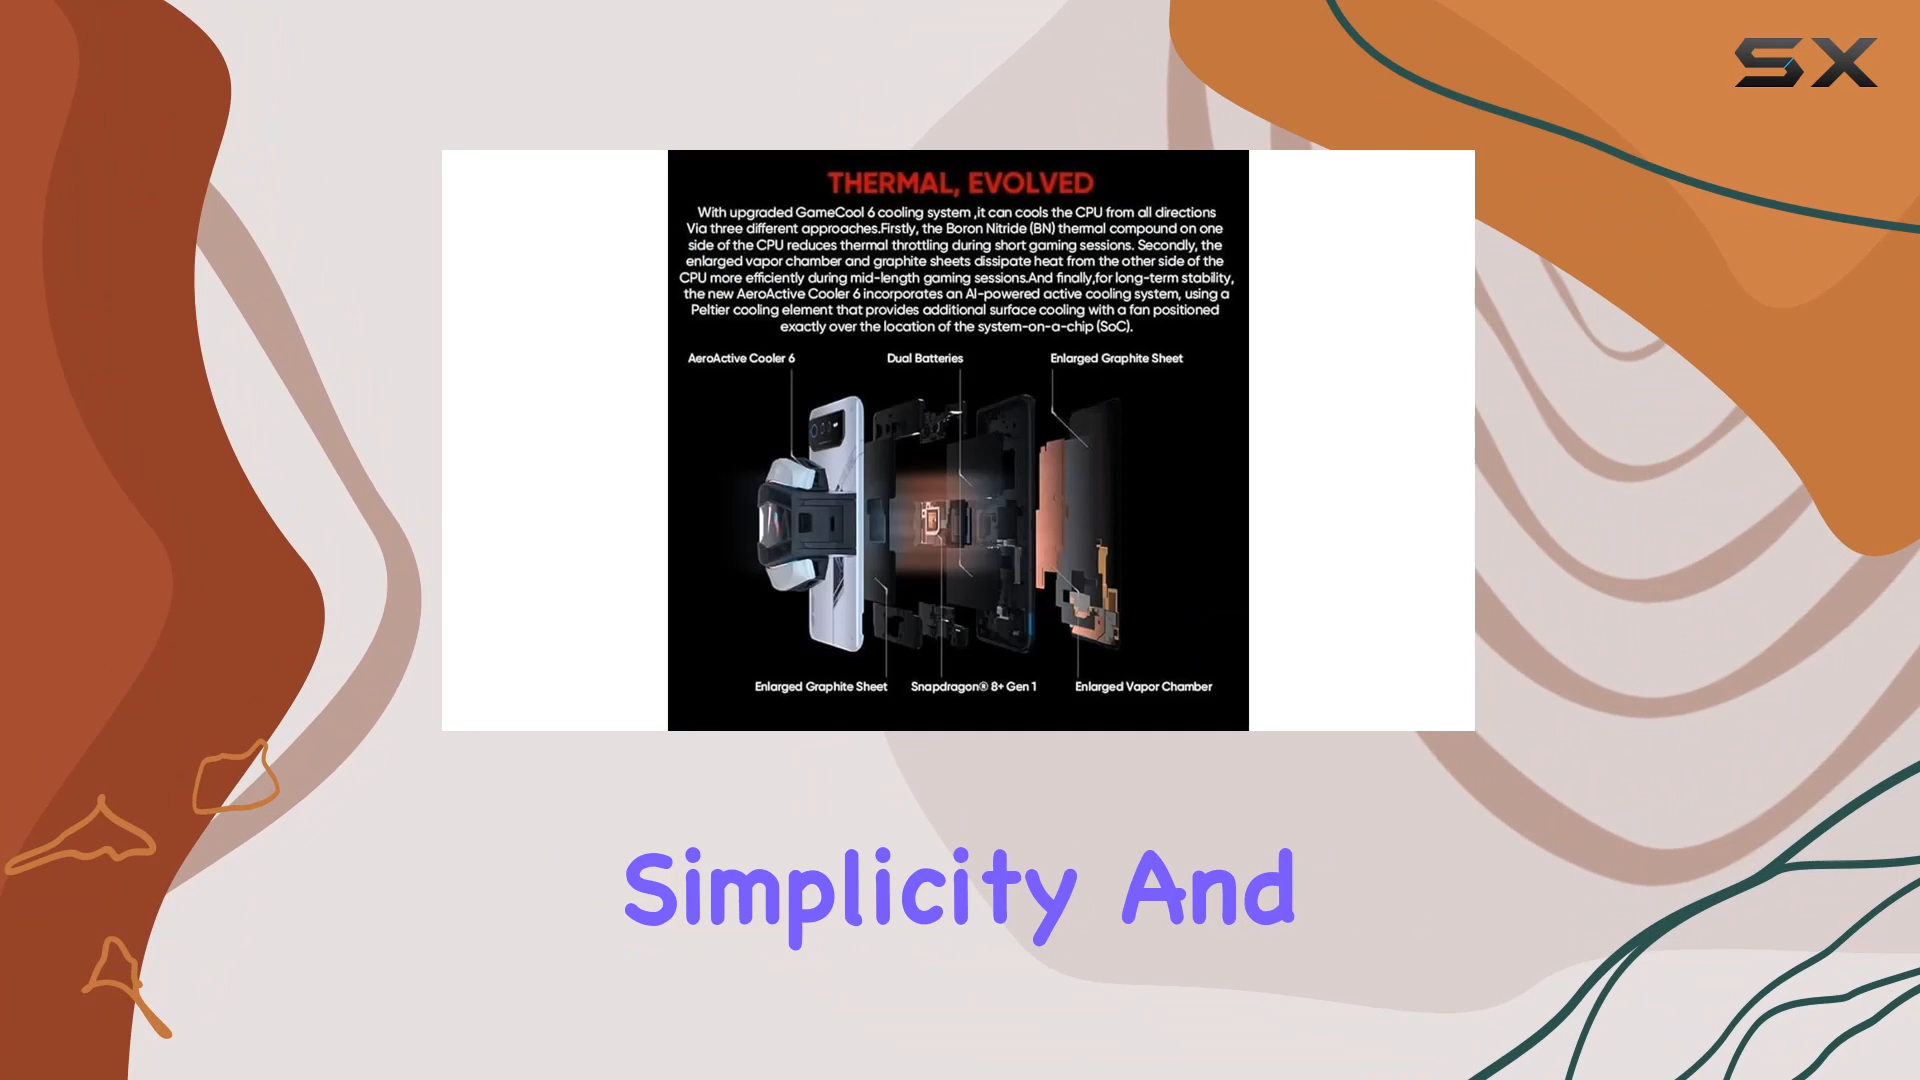 SX
THERMAL, EVOLVED
With upgraded GameCool 6 cooling system ,it can cools the CPU from all directions
Via three different approaches.Firstly, the Boron Nitride (BN) thermal compound on one
side of the CPU reduces thermal throttling during short gaming sessions. Secondly, the
enlarged vapor chamber and graphite sheets dissipate heat from the other side of the
CPU more efficiently during mid-length gaming sessions.And finally,for long-term stability,
the new AeroActive Cooler 6 incorporates an AI-powered active cooling system, using a
Peltier cooling element that provides additional surface cooling with a fan positioned
exactly over the location of the system-on-a-chip (SoC).
AeroActive Cooler 6
Dual Batteries
Enlarged Graphite Sheet
Enlarged Graphite Sheet
Snapdragon® 8+ Gen 1
Enlarged Vapor Chamber
Simplicity And